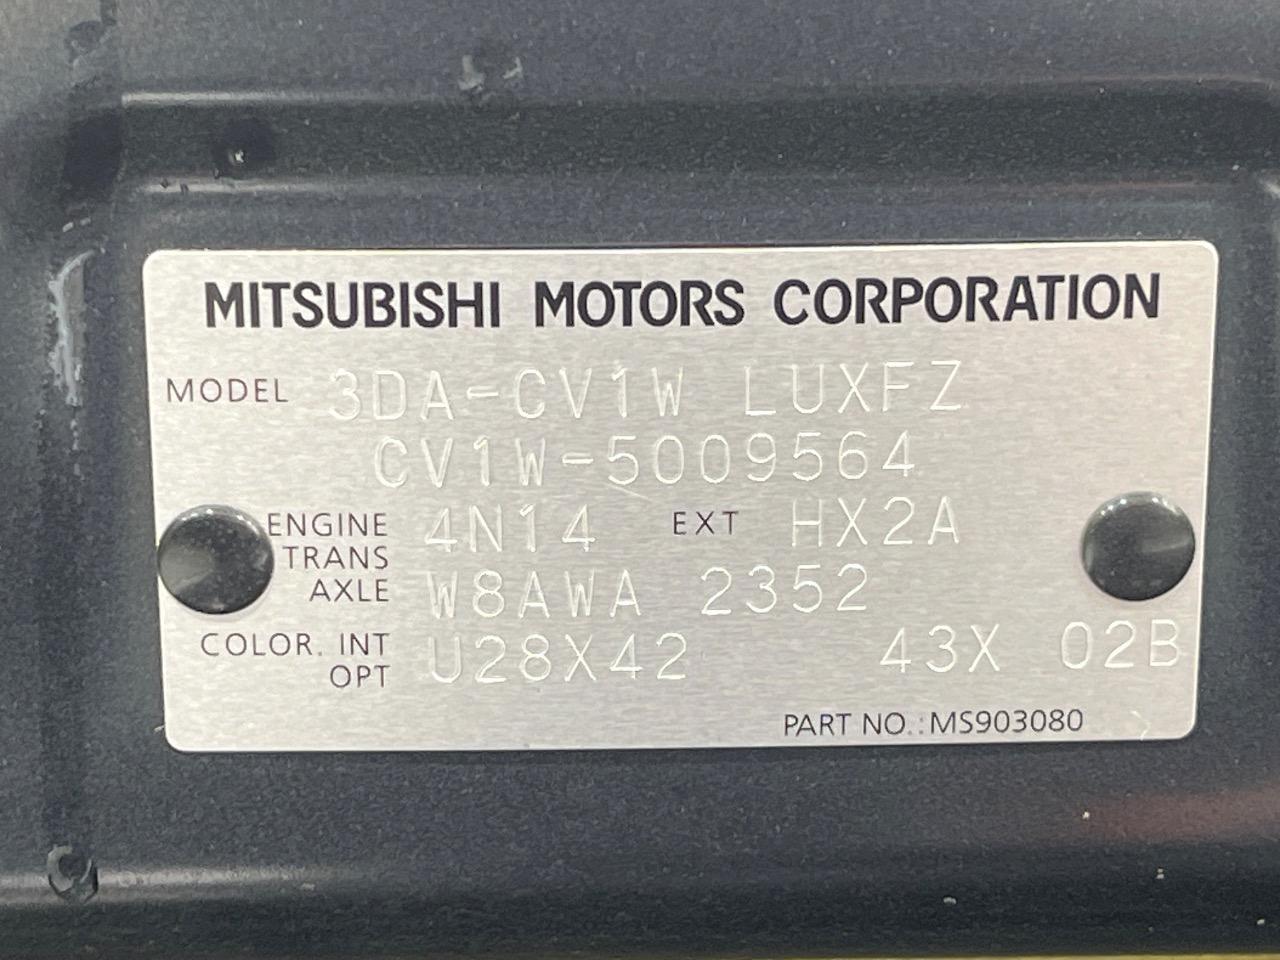 MITSUBISHI MOTORS CORPORATION
MODEL 3DA-CV1W LUXFZ
CV1W-5009564
ENGINE 4N14 EXT HX2A
TRANS
AXLE W8AWA 2352
COLOR. INT U28X42 43X 02B
OPT
PART NO.:MS903080